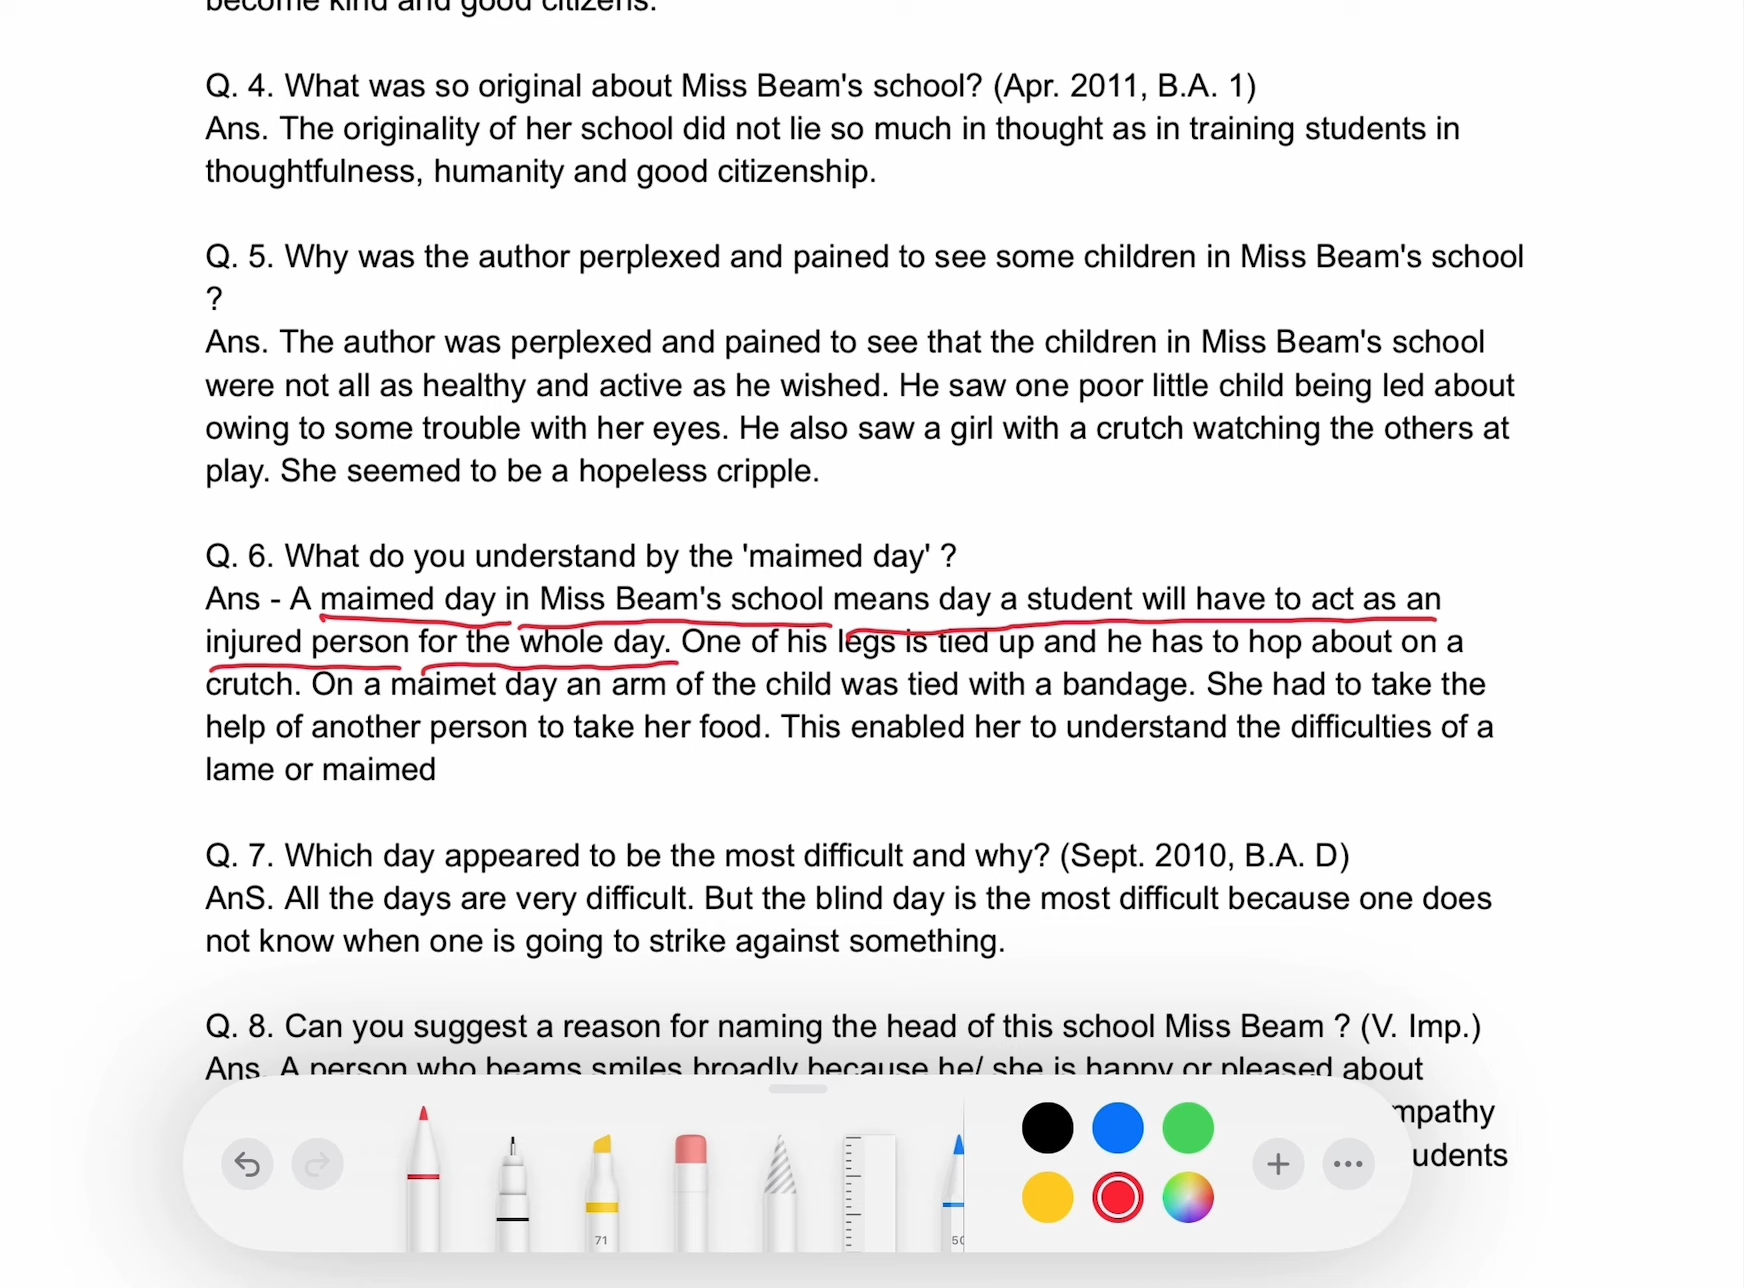 become kind and good citizens.
Q. 4. What was so original about Miss Beam's school? (Apr. 2011, B.A. 1)
Ans. The originality of her school did not lie so much in thought as in training students in
thoughtfulness, humanity and good citizenship.
Q. 5. Why was the author perplexed and pained to see some children in Miss Beam's school
?
Ans. The author was perplexed and pained to see that the children in Miss Beam's school
were not all as healthy and active as he wished. He saw one poor little child being led about
owing to some trouble with her eyes. He also saw a girl with a crutch watching the others at
play. She seemed to be a hopeless cripple.
Q. 6. What do you understand by the 'maimed day' ?
Ans - A maimed day in Miss Beam's school means day a student will have to act as an
injured person for the whole day. One of his legs is tied up and he has to hop about on a
crutch. On a maimet day an arm of the child was tied with a bandage. She had to take the
help of another person to take her food. This enabled her to understand the difficulties of a
lame or maimed
Q. 7. Which day appeared to be the most difficult and why? (Sept. 2010, B.A. D)
AnS. All the days are very difficult. But the blind day is the most difficult because one does
not know when one is going to strike against something.
Q. 8. Can you suggest a reason for naming the head of this school Miss Beam ? (V. Imp.)
Ans. A person who beams smiles broadly because he/ she is happy or pleased about
mpathy
udents
71
50